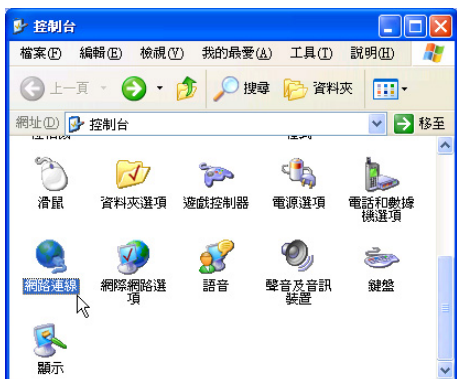 控制台
檔案(F) 編輯(E) 檢視(V) 我的最愛(A) 工具(T) 說明(H)
上一頁 搜尋 資料夾
網址(D) 控制台 移至
滑鼠 資料夾選項 遊戲控制器 電源選項 電話和數據機選項
網路連線 網際網路選項 語音 聲音及音訊裝置 鍵盤
顯示